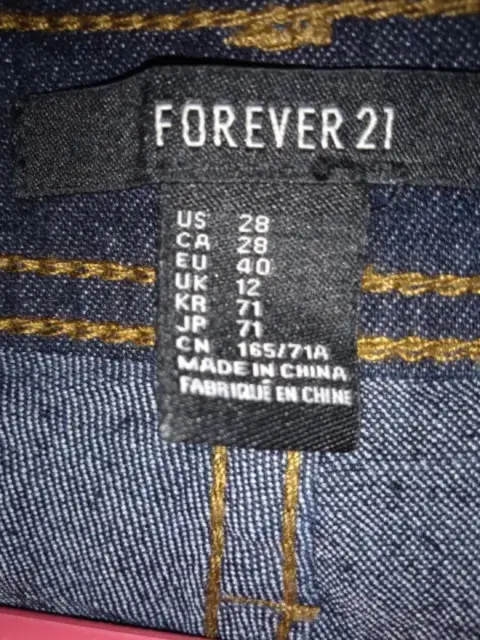 FOREVER 21
US 28
CA 28
EU 40
UK 12
KR 71
JP 71
CN 165/71A
MADE IN CHINA
FABRIQUÉ EN CHINE